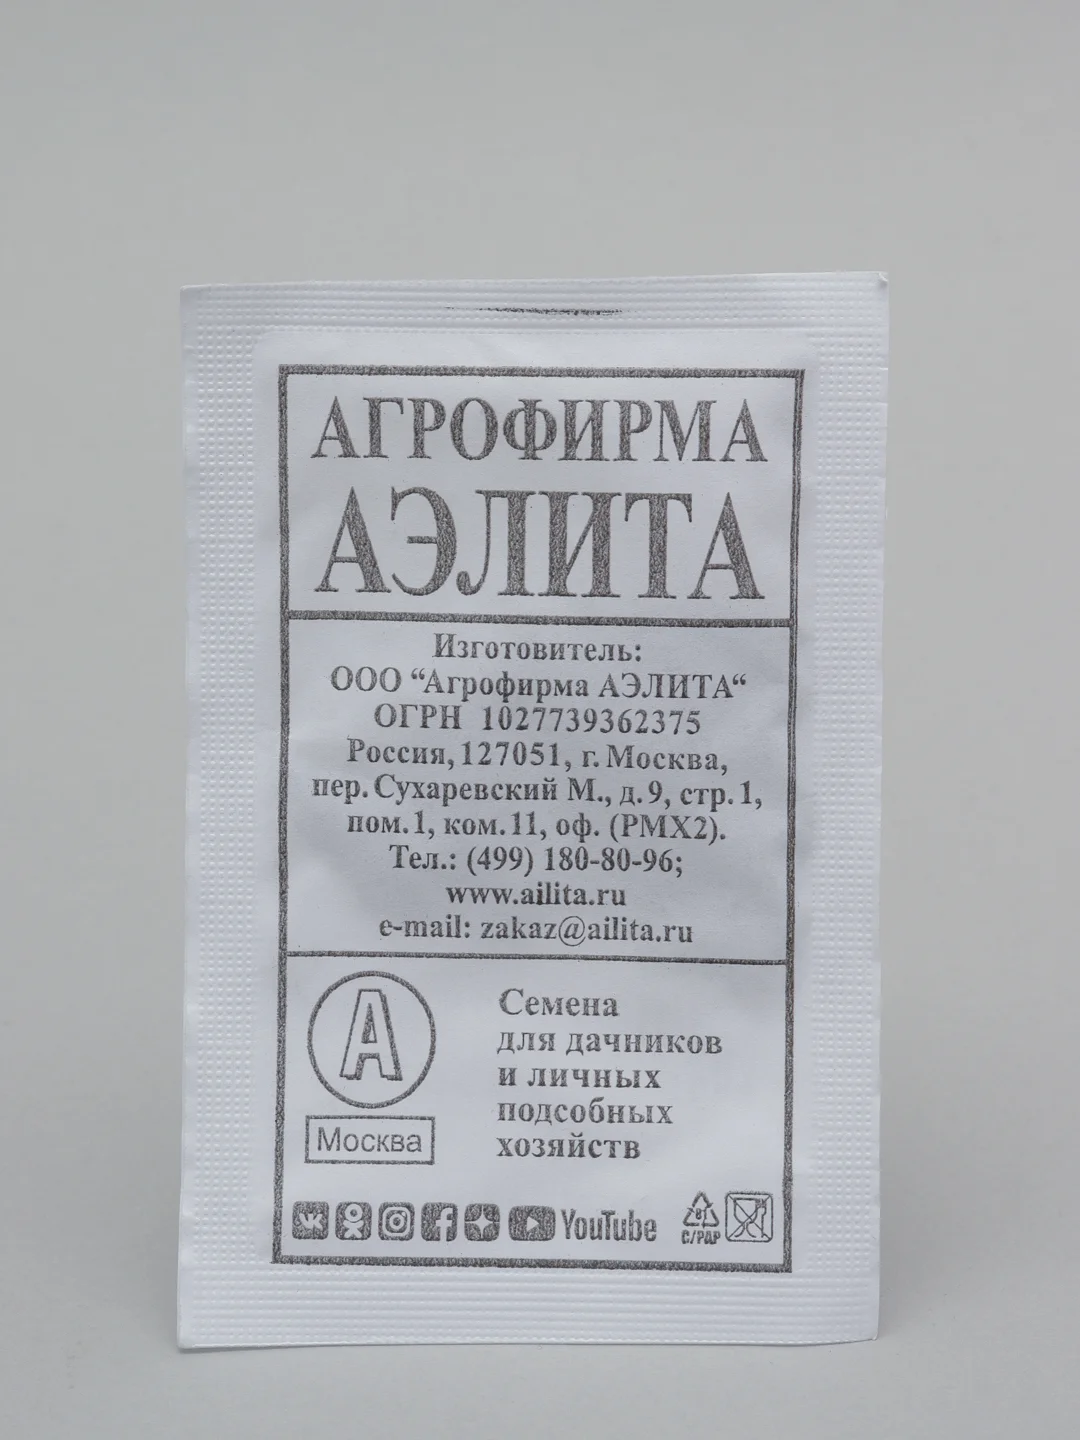 АГРОФИРМА
АЭЛИТА
Изготовитель:
ООО “Агрофирма АЭЛИТА“
ОГРН 1027739362375
Россия, 127051, г. Москва,
пер. Сухаревский М., д. 9, стр. 1,
пом. 1, ком. 11, оф. (РМХ2).
Тел.: (499) 180-80-96;
www.ailita.ru
e-mail: zakaz@ailita.ru
А
Москва
Семена
для дачников
и личных
подсобных
хозяйств
YouTube
81
C/PAP